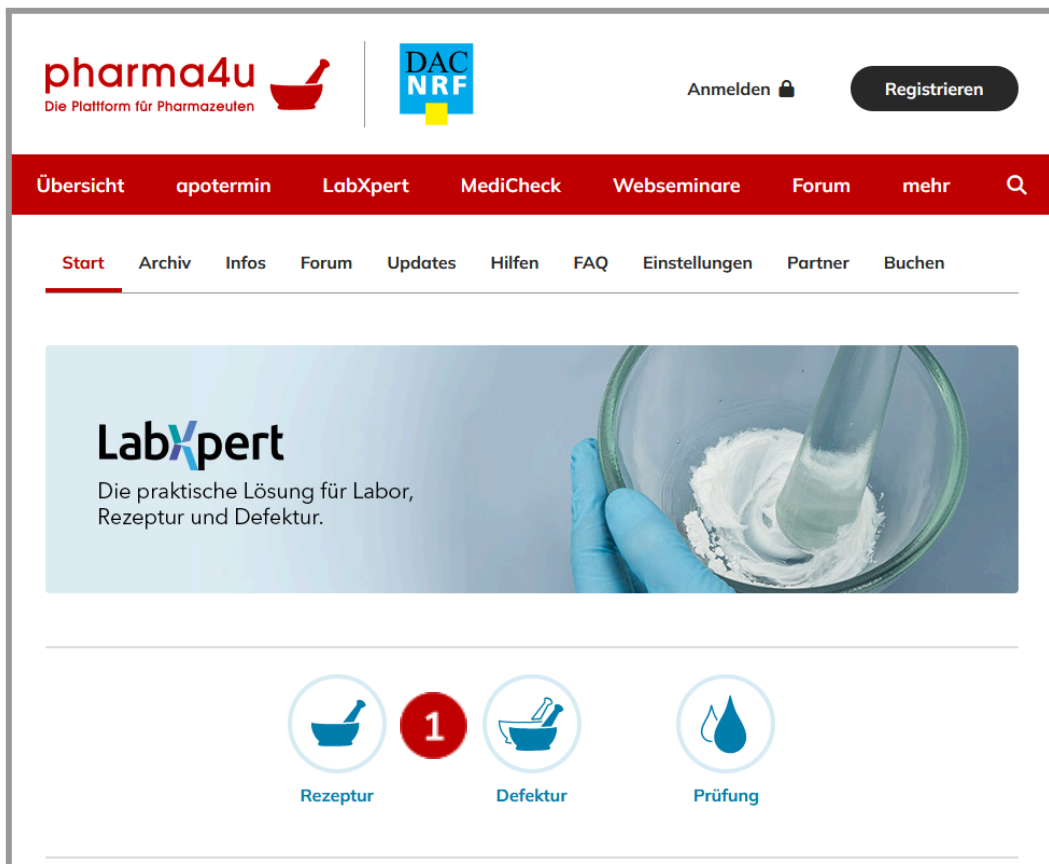 pharma4u
Die Plattform für Pharmazeuten
DAC
NRF
Anmelden
Registrieren
Übersicht apotermin LabXpert MediCheck Webseminare Forum mehr
Start Archiv Infos Forum Updates Hilfen FAQ Einstellungen Partner Buchen
LabXpert
Die praktische Lösung für Labor,
Rezeptur und Defektur.
1
Rezeptur Defektur Prüfung